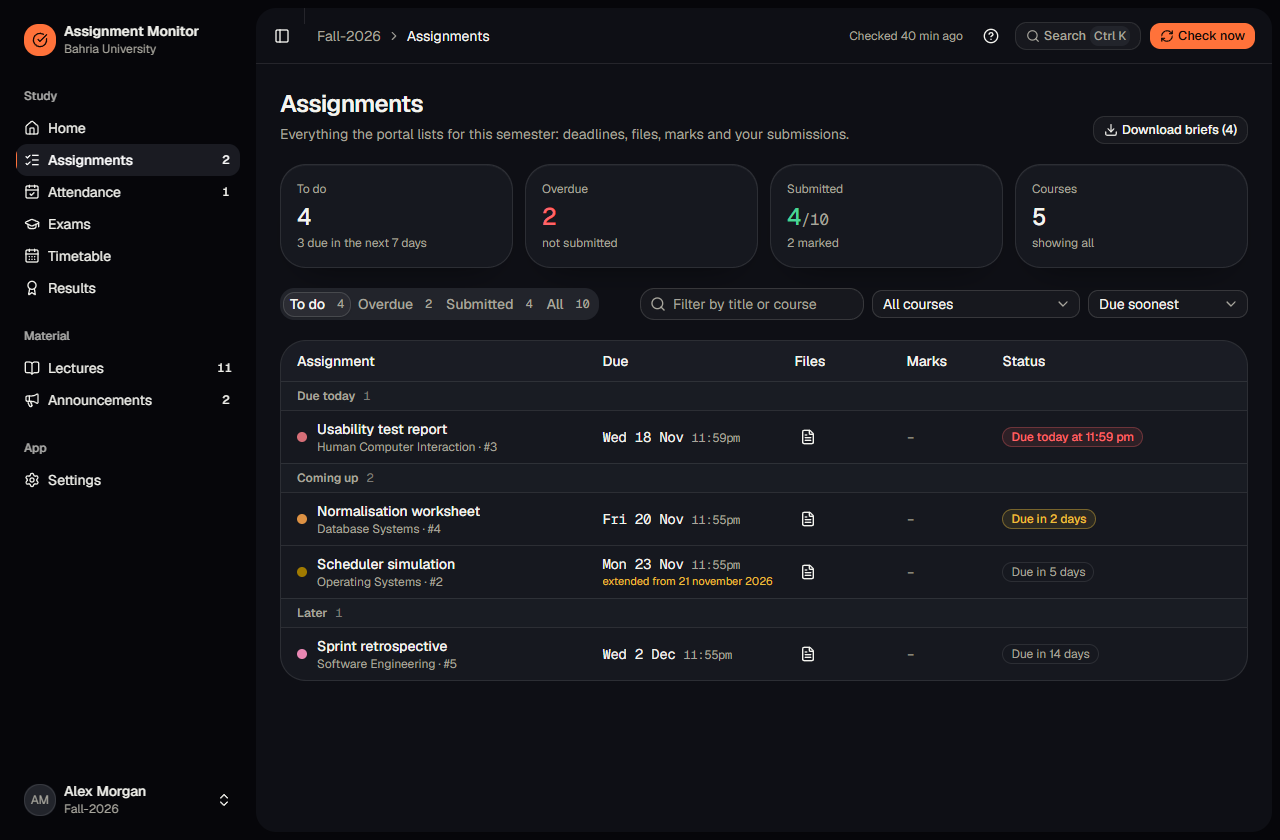 Assignment Monitor
Bahria University
Study
Home
Assignments 2
Attendance 1
Exams
Timetable
Results
Material
Lectures 11
Announcements 2
App
Settings
AM
Alex Morgan
Fall-2026
Fall-2026 > Assignments
Checked 40 min ago
Search Ctrl K
Check now
Assignments
Everything the portal lists for this semester: deadlines, files, marks and your submissions.
Download briefs (4)
To do
4
3 due in the next 7 days
Overdue
2
not submitted
Submitted
4/10
2 marked
Courses
5
showing all
To do 4 Overdue 2 Submitted 4 All 10
Filter by title or course
All courses
Due soonest
Assignment Due Files Marks Status
Due today 1
Usability test report
Human Computer Interaction · #3
Wed 18 Nov 11:59pm
–
Due today at 11:59 pm
Coming up 2
Normalisation worksheet
Database Systems · #4
Fri 20 Nov 11:55pm
–
Due in 2 days
Scheduler simulation
Operating Systems · #2
Mon 23 Nov 11:55pm
extended from 21 november 2026
–
Due in 5 days
Later 1
Sprint retrospective
Software Engineering · #5
Wed 2 Dec 11:55pm
–
Due in 14 days